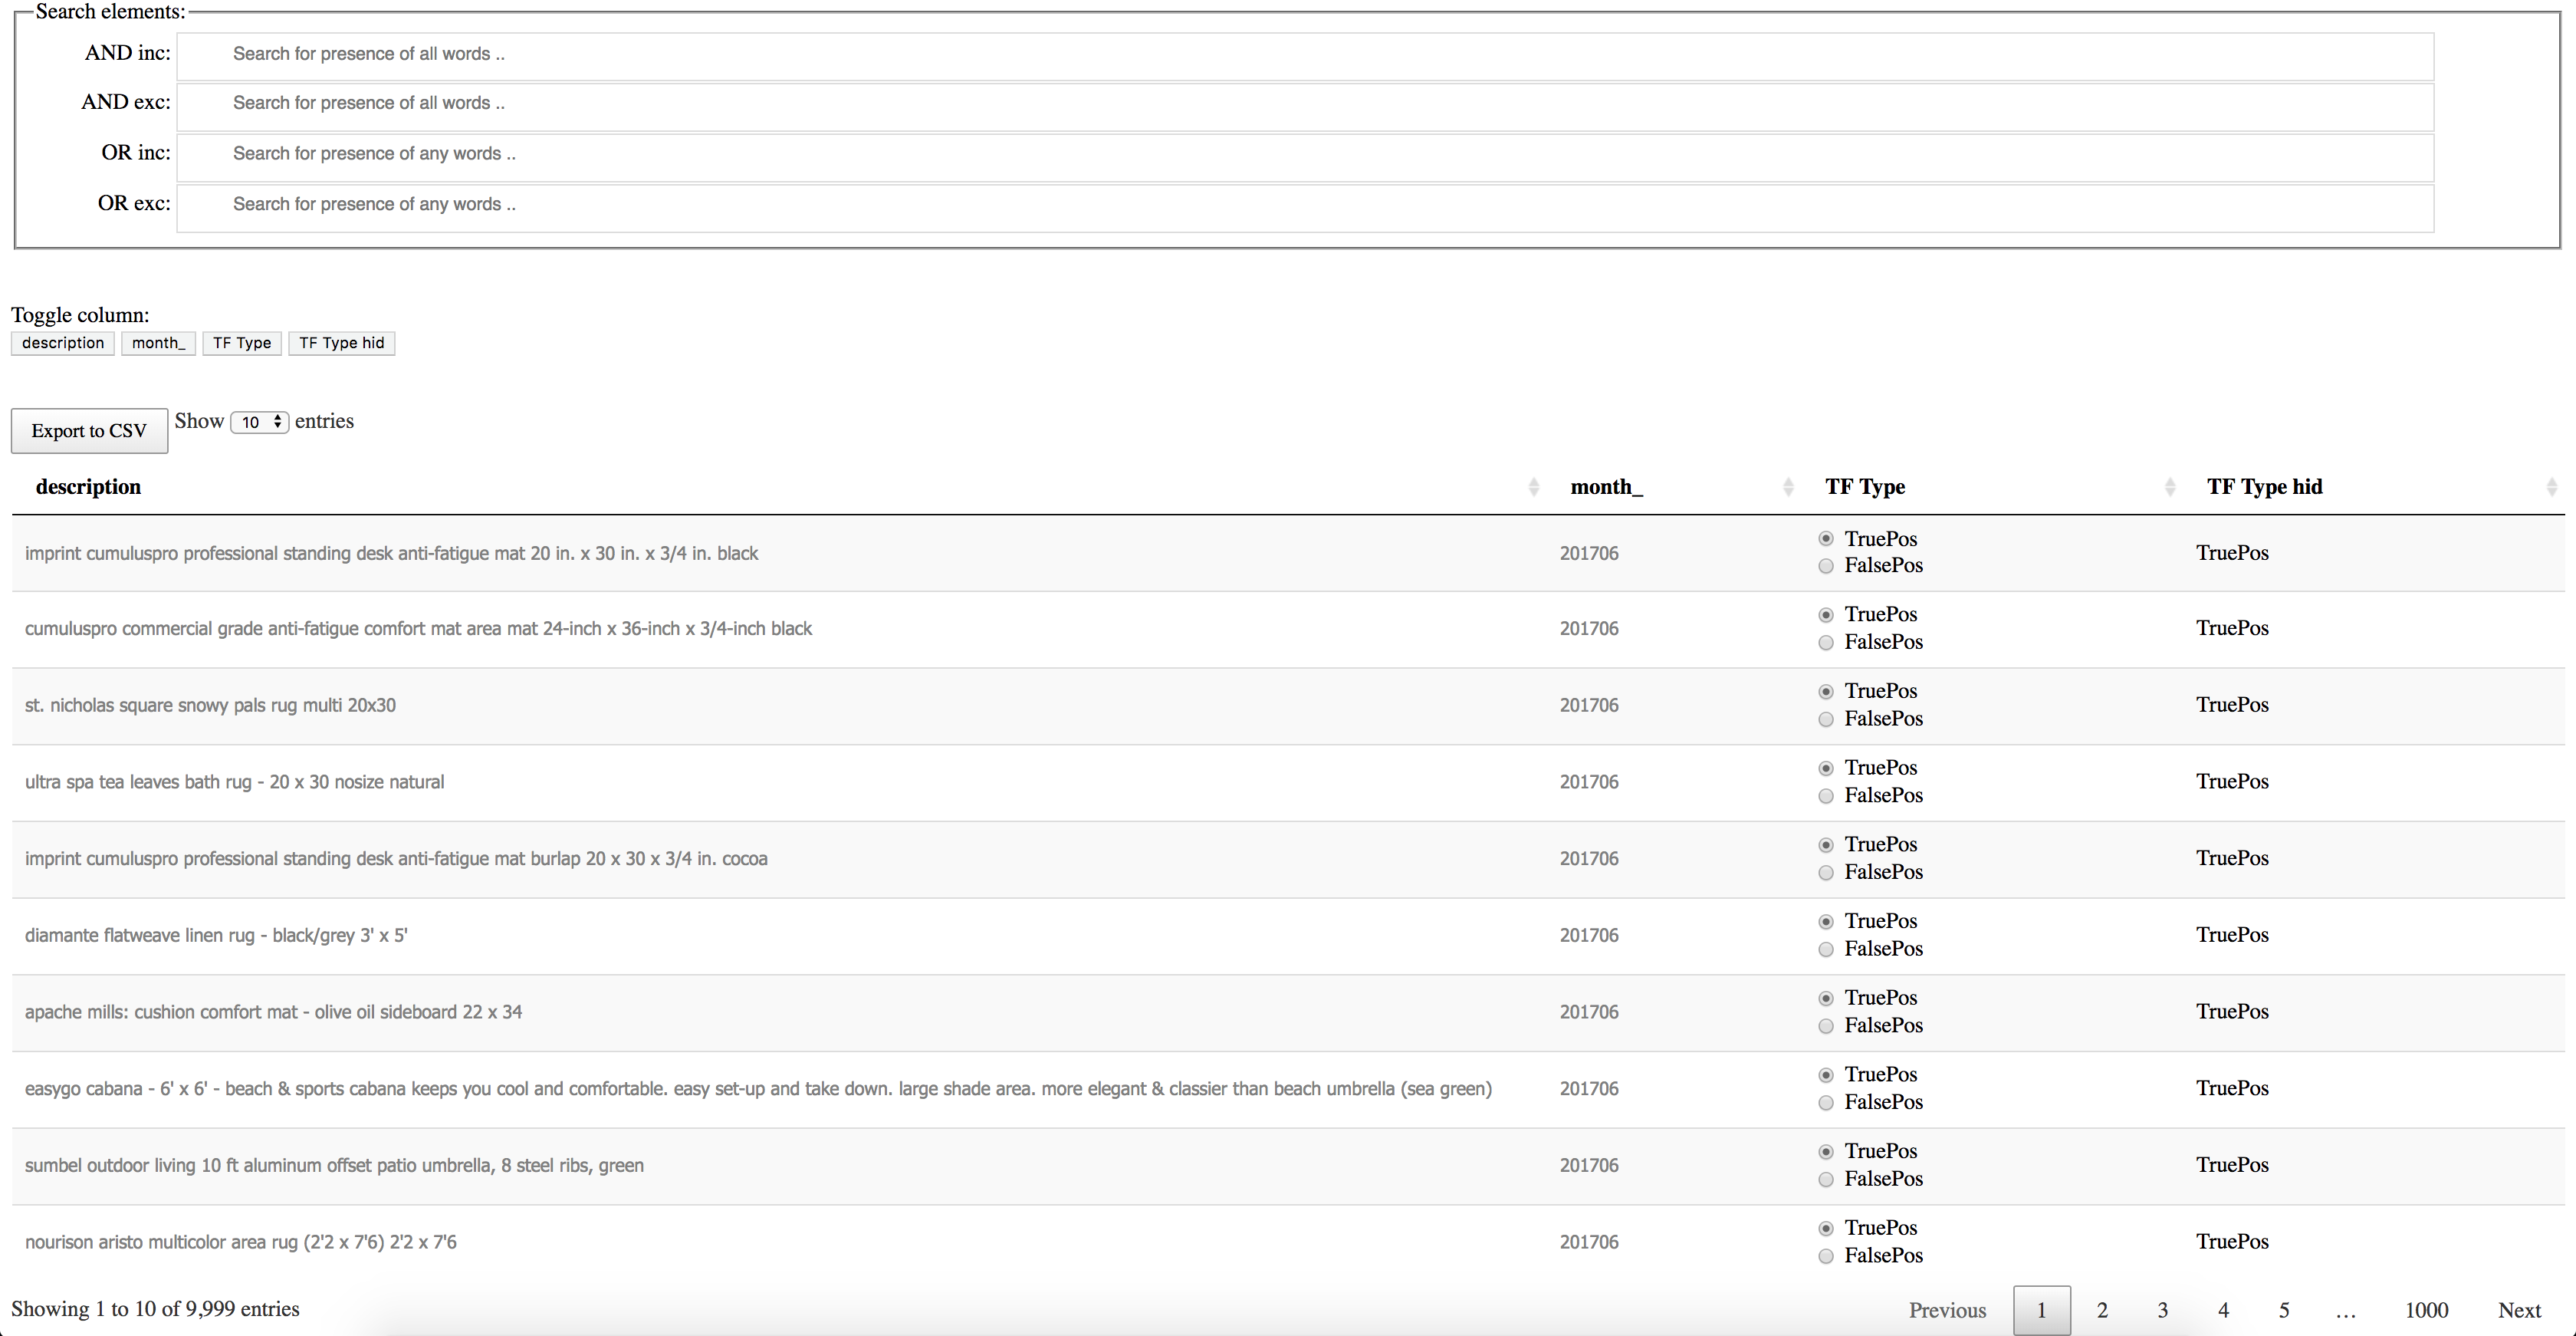 Search elements:
AND inc: Search for presence of all words ..
AND exc: Search for presence of all words ..
OR inc: Search for presence of any words ..
OR exc: Search for presence of any words ..
Toggle column:
description month_ TF Type TF Type hid
Export to CSV Show 10 entries
description month_ TF Type TF Type hid
imprint cumuluspro professional standing desk anti-fatigue mat 20 in. x 30 in. x 3/4 in. black 201706 TruePos TruePos
FalsePos
cumuluspro commercial grade anti-fatigue comfort mat area mat 24-inch x 36-inch x 3/4-inch black 201706 TruePos TruePos
FalsePos
st. nicholas square snowy pals rug multi 20x30 201706 TruePos TruePos
FalsePos
ultra spa tea leaves bath rug - 20 x 30 nosize natural 201706 TruePos TruePos
FalsePos
imprint cumuluspro professional standing desk anti-fatigue mat burlap 20 x 30 x 3/4 in. cocoa 201706 TruePos TruePos
FalsePos
diamante flatweave linen rug - black/grey 3' x 5' 201706 TruePos TruePos
FalsePos
apache mills: cushion comfort mat - olive oil sideboard 22 x 34 201706 TruePos TruePos
FalsePos
easygo cabana - 6' x 6' - beach & sports cabana keeps you cool and comfortable. easy set-up and take down. large shade area. more elegant & classier than beach umbrella (sea green) 201706 TruePos TruePos
FalsePos
sumbel outdoor living 10 ft aluminum offset patio umbrella, 8 steel ribs, green 201706 TruePos TruePos
FalsePos
nourison aristo multicolor area rug (2'2 x 7'6) 2'2 x 7'6 201706 TruePos TruePos
FalsePos
Showing 1 to 10 of 9,999 entries Previous 1 2 3 4 5 … 1000 Next